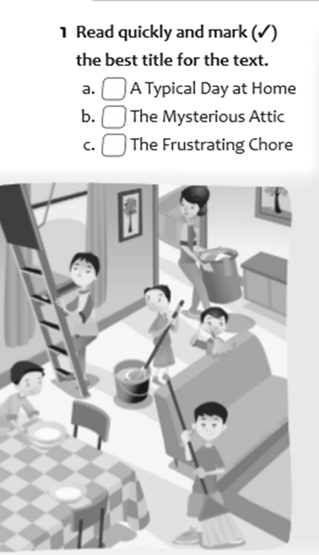 1 Read quickly and mark (✓)
the best title for the text.
a. A Typical Day at Home
b. The Mysterious Attic
c. The Frustrating Chore